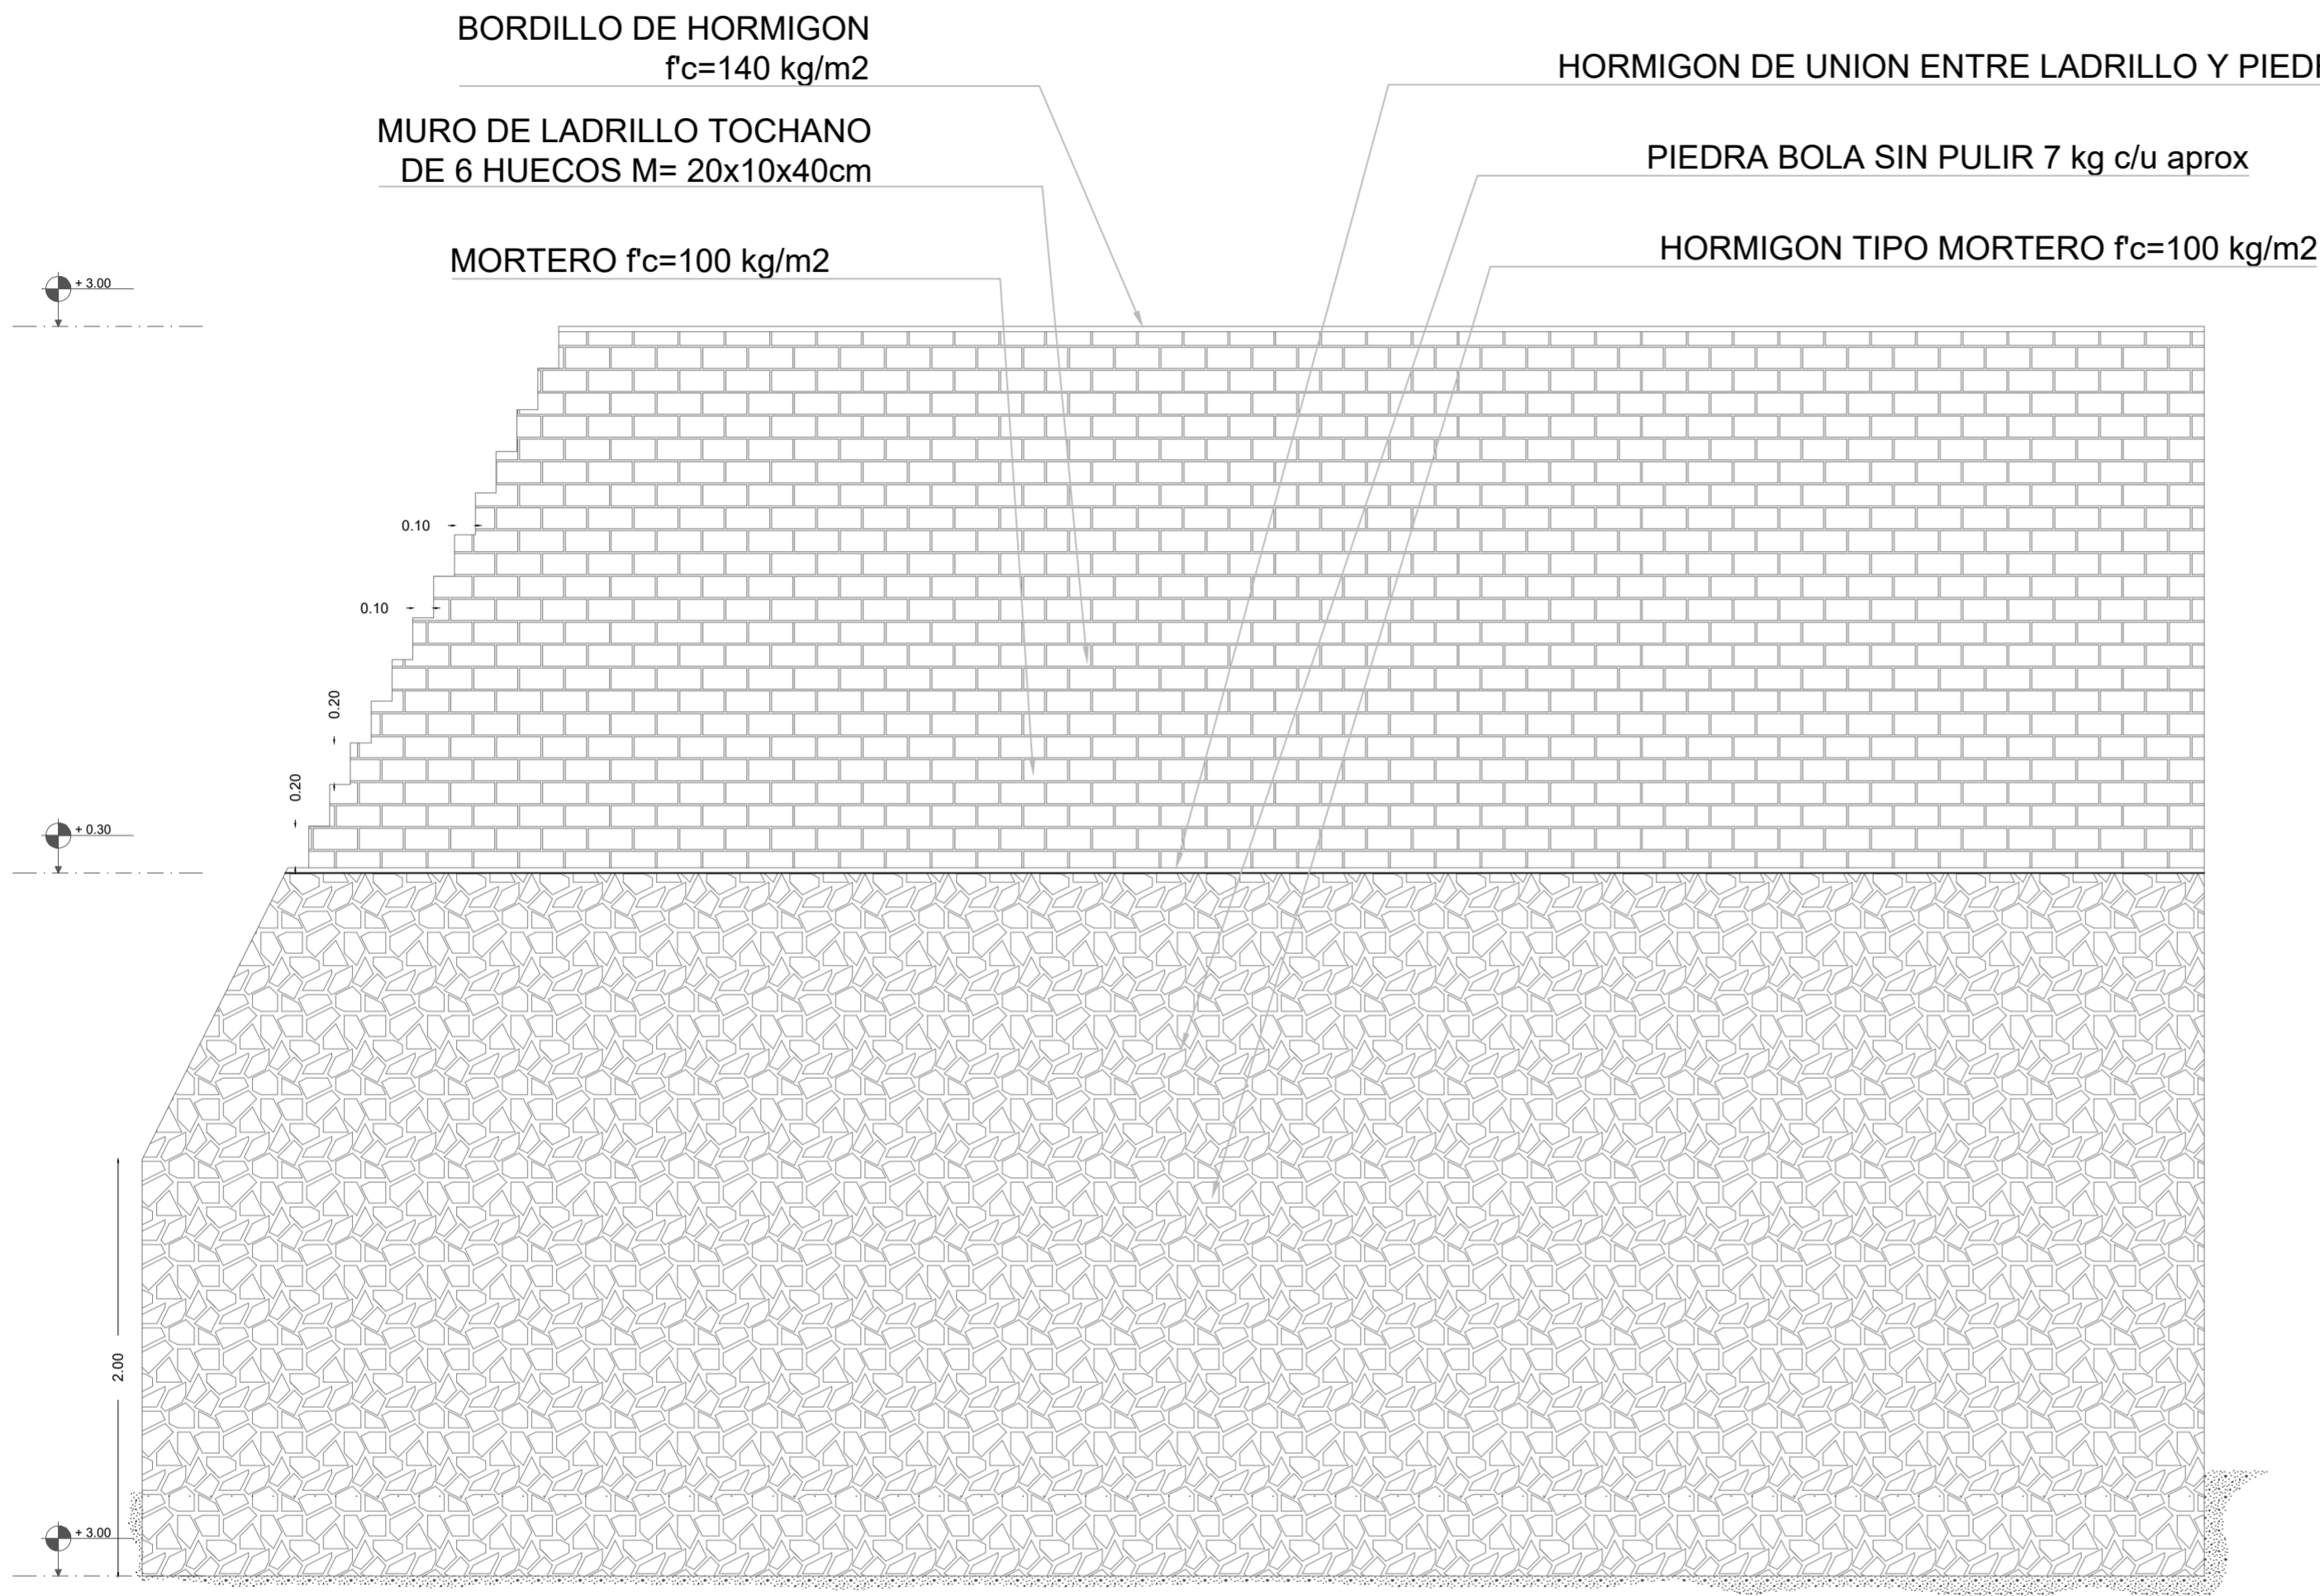 BORDILLO DE HORMIGON
f'c=140 kg/m2
HORMIGON DE UNION ENTRE LADRILLO Y
MURO DE LADRILLO TOCHANO
DE 6 HUECOS M= 20x10x40cm
PIEDRA BOLA SIN PULIR 7 kg c/u aprox
MORTERO f'c=100 kg/m2
HORMIGON TIPO MORTERO f'c=100 kg/m2
+ 3.00
0.10
0.10
0.20
0.20
+ 0.30
2.00
+ 3.00